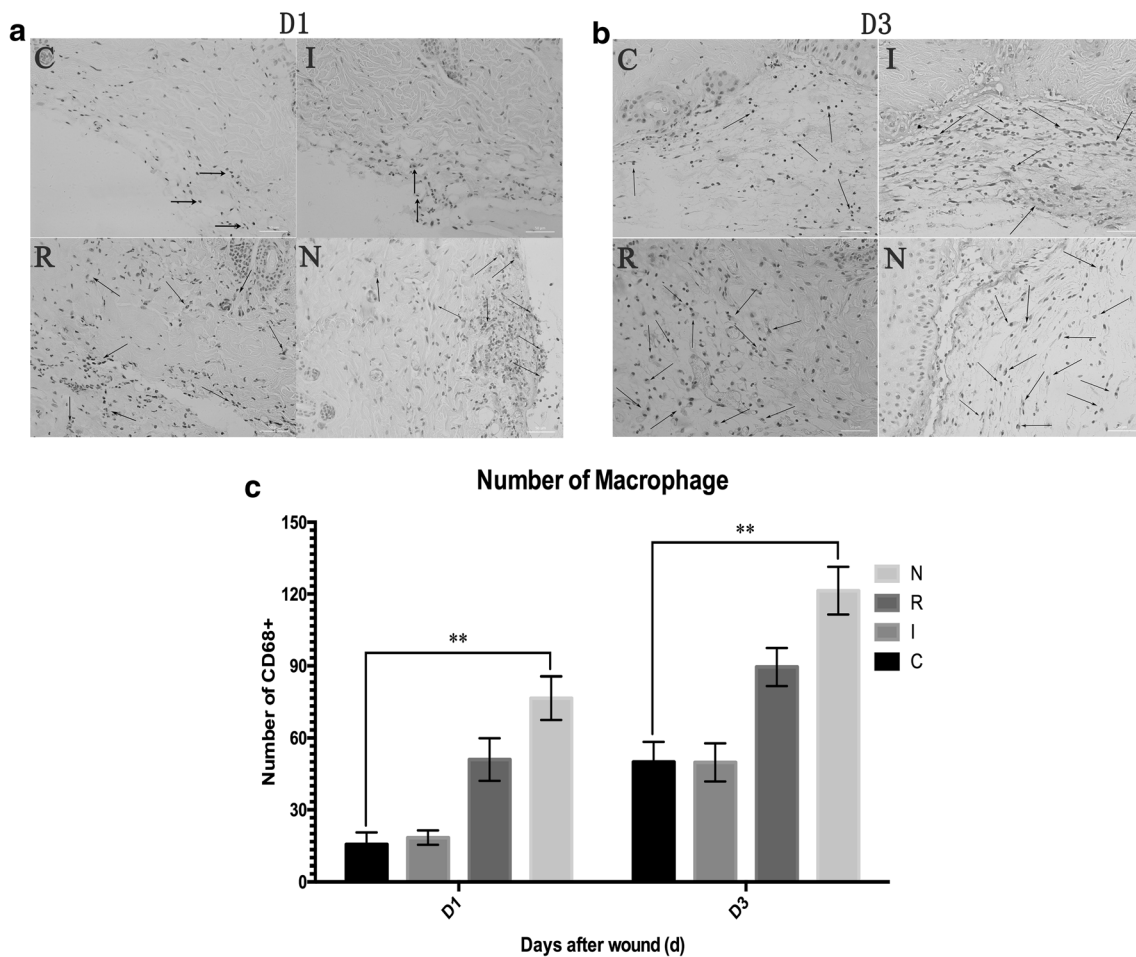 a
D1
b
D3
C
I
R
N
C
I
R
N
c
Number of Macrophage
Number of CD68+
150
120
90
60
30
0
**
**
N
R
I
C
D1
D3
Days after wound (d)